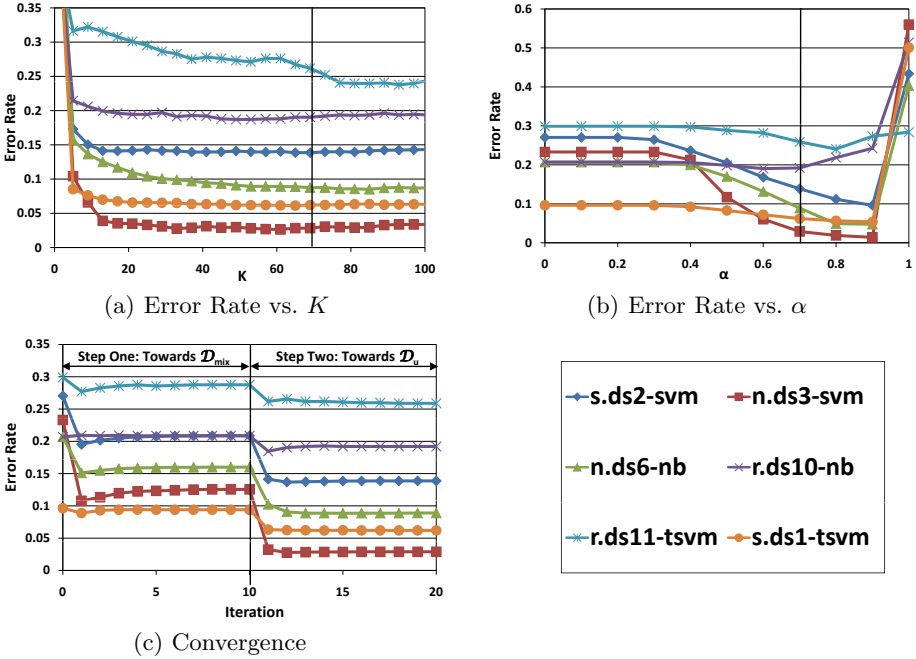 0.35
0.3
0.25
0.2
0.15
0.1
0.05
0
Error Rate
0 20 40 60 80 100
K
(a) Error Rate vs. K
0.6
0.5
0.4
0.3
0.2
0.1
0
Error Rate
0 0.2 0.4 0.6 0.8 1
α
(b) Error Rate vs. α
0.35
0.3
0.25
0.2
0.15
0.1
0.05
0
Error Rate
Step One: Towards 𝓓mix
Step Two: Towards 𝓓u
0 5 10 15 20
Iteration
(c) Convergence
s.ds2-svm
n.ds3-svm
n.ds6-nb
r.ds10-nb
r.ds11-tsvm
s.ds1-tsvm